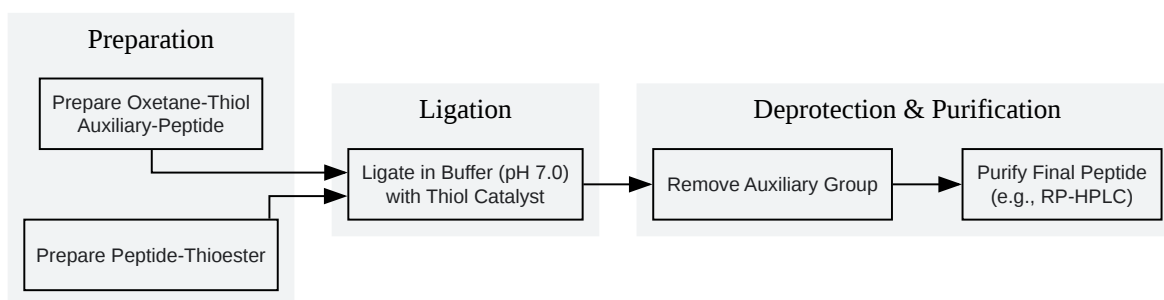 Preparation
Prepare Oxetane-Thiol
Auxiliary-Peptide
Prepare Peptide-Thioester
Ligation
Ligate in Buffer (pH 7.0)
with Thiol Catalyst
Deprotection & Purification
Remove Auxiliary Group
Purify Final Peptide
(e.g., RP-HPLC)